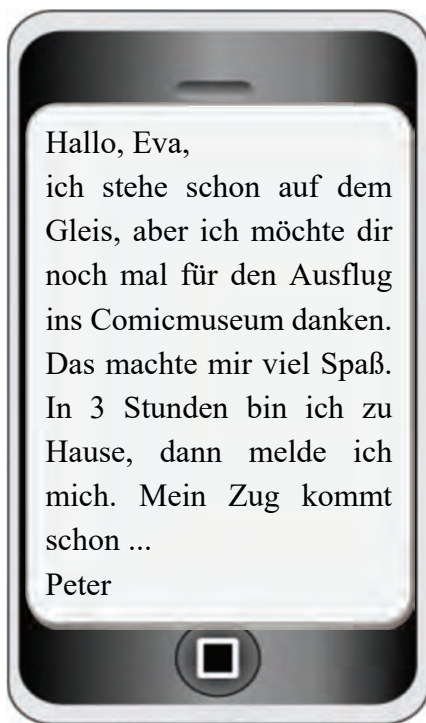 Hallo, Eva,
ich stehe schon auf dem
Gleis, aber ich möchte dir
noch mal für den Ausflug
ins Comicmuseum danken.
Das machte mir viel Spaß.
In 3 Stunden bin ich zu
Hause, dann melde ich
mich. Mein Zug kommt
schon ...
Peter